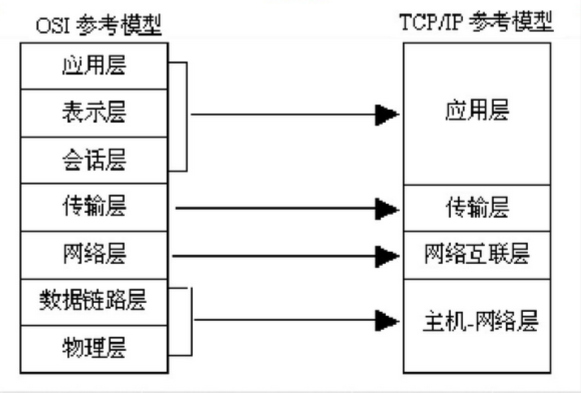 OSI 参考模型
应用层
表示层
会话层
传输层
网络层
数据链路层
物理层
TCP/IP 参考模型
应用层
传输层
网络互联层
主机-网络层